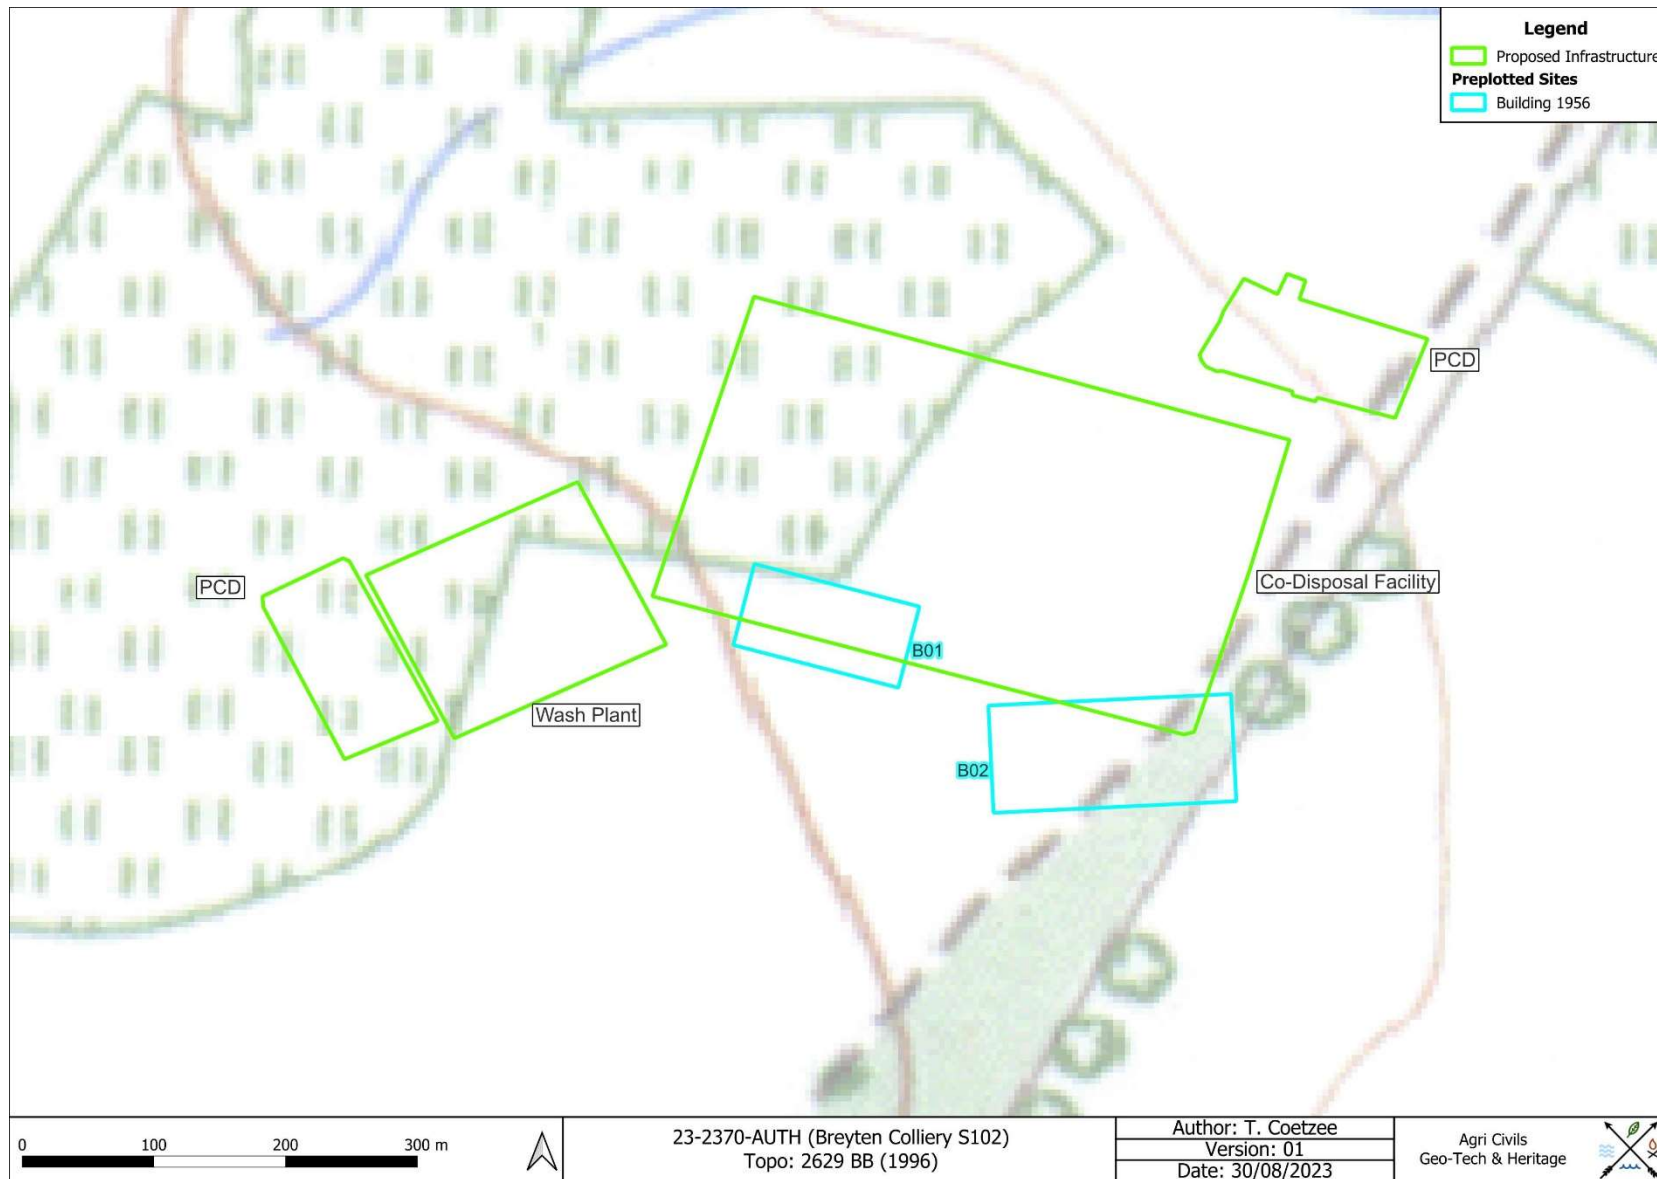 Legend
Proposed Infrastructure
Preplotted Sites
Building 1956
PCD
Co-Disposal Facility
PCD
B01
Wash Plant
B02
0 100 200 300 m
23-2370-AUTH (Breyten Colliery S102)
Topo: 2629 BB (1996)
Author: T. Coetzee
Version: 01
Date: 30/08/2023
Agri Civils
Geo-Tech & Heritage